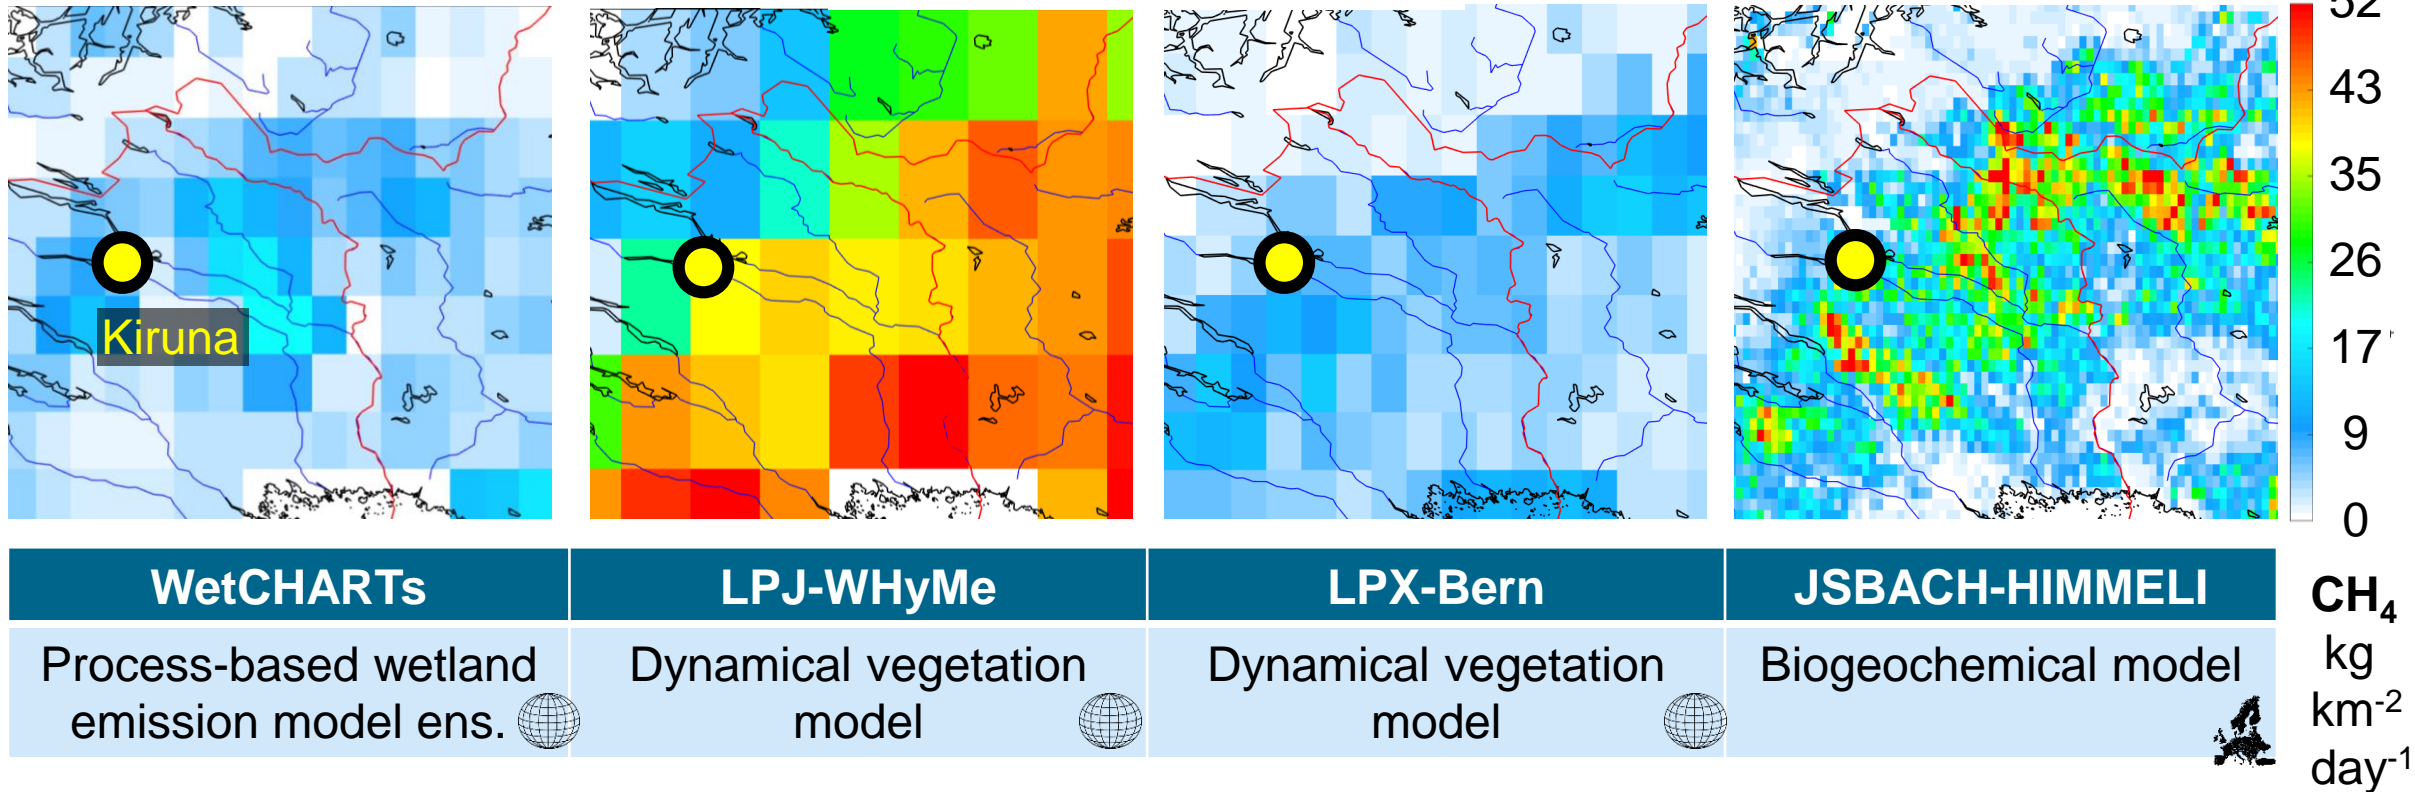 Kiruna
52
43
35
26
17
9
0
WetCHARTs
LPJ-WHyMe
LPX-Bern
JSBACH-HIMMELI
Process-based wetland
emission model ens.
Dynamical vegetation
model
Dynamical vegetation
model
Biogeochemical model
CH₄
kg
km⁻²
day⁻¹